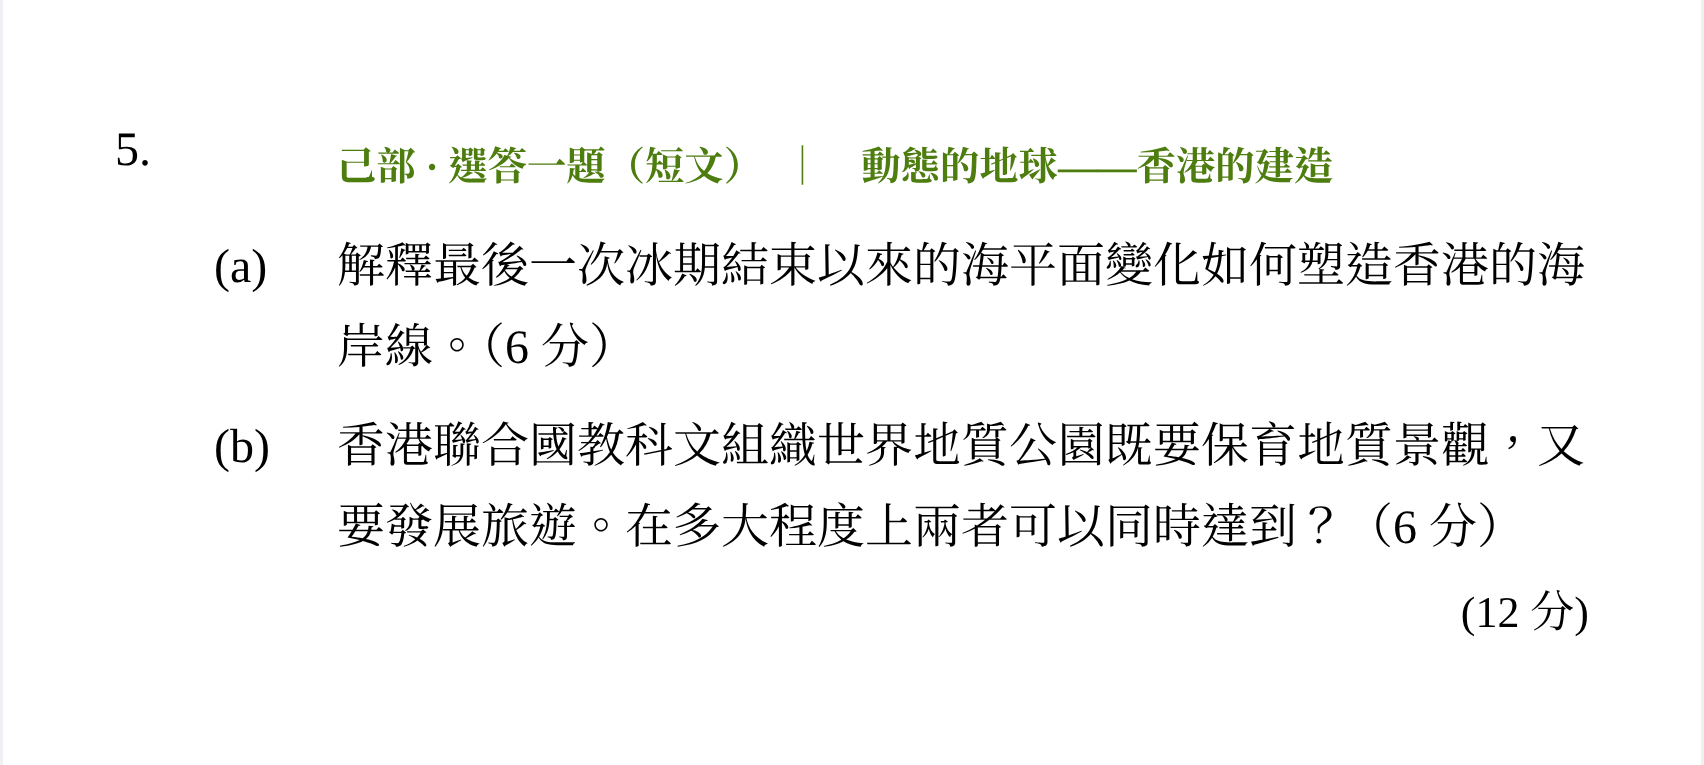 5.
己部 · 選答一題（短文） ｜ 動態的地球——香港的建造
(a) 解釋最後一次冰期結束以來的海平面變化如何塑造香港的海
岸線。（6 分）
(b) 香港聯合國教科文組織世界地質公園既要保育地質景觀，又
要發展旅遊。在多大程度上兩者可以同時達到？（6 分）
(12 分)